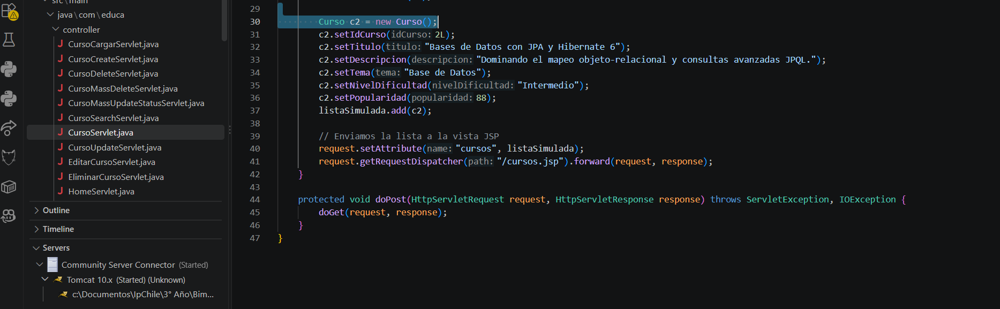 src\main
java\com\educa
controller
CursoCargarServlet.java
CursoCreateServlet.java
CursoDeleteServlet.java
CursoMassDeleteServlet.java
CursoMassUpdateStatusServlet.java
CursoSearchServlet.java
CursoServlet.java
CursoUpdateServlet.java
EditarCursoServlet.java
EliminarCursoServlet.java
HomeServlet.java
Outline
Timeline
Servers
Community Server Connector (Started)
Tomcat 10.x (Started) (Unknown)
c:\Documentos\IpChile\3° Año\Bim...
29
30 Curso c2 = new Curso();
31 c2.setIdCurso(idCurso: 2L);
32 c2.setTitulo(titulo: "Bases de Datos con JPA y Hibernate 6");
33 c2.setDescripcion(descripcion: "Dominando el mapeo objeto-relacional y consultas avanzadas JPQL.");
34 c2.setTema(tema: "Base de Datos");
35 c2.setNivelDificultad(nivelDificultad: "Intermedio");
36 c2.setPopularidad(popularidad: 88);
37 listaSimulada.add(c2);
38
39 // Enviamos la lista a la vista JSP
40 request.setAttribute(name: "cursos", listaSimulada);
41 request.getRequestDispatcher(path: "/cursos.jsp").forward(request, response);
42 }
43
44 protected void doPost(HttpServletRequest request, HttpServletResponse response) throws ServletException, IOException {
45 doGet(request, response);
46 }
47 }